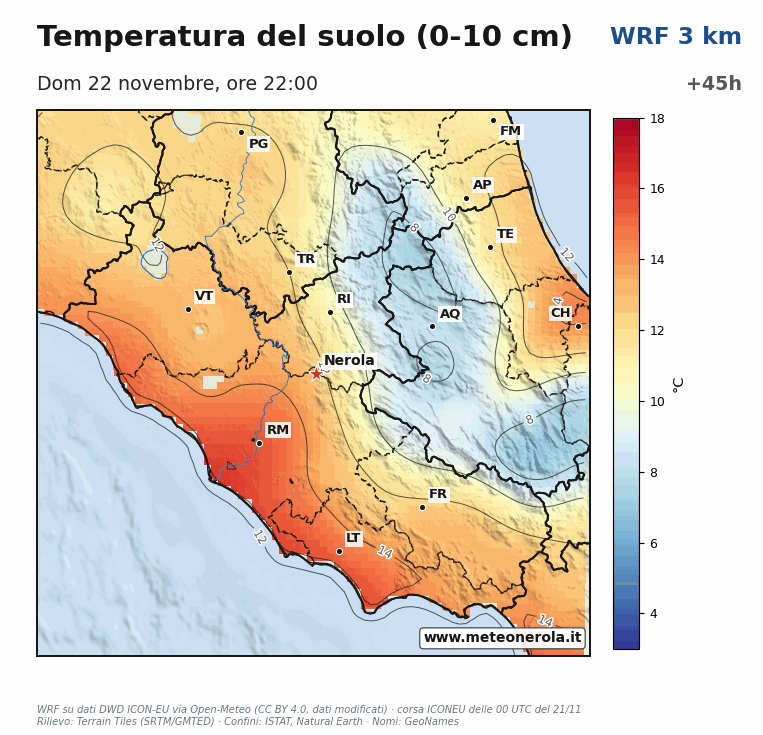 Temperatura del suolo (0-10 cm)
WRF 3 km
Dom 22 novembre, ore 22:00
+45h
FM
PG
AP
10
8
TE
12
12
TR
VT
RI
AQ
4
CH
Nerola
8
8
RM
FR
12
LT
14
14
www.meteonerola.it
18
16
14
12
10
8
6
4
°C
WRF su dati DWD ICON-EU via Open-Meteo (CC BY 4.0, dati modificati) · corsa ICONEU delle 00 UTC del 21/11
Rilievo: Terrain Tiles (SRTM/GMTED) · Confini: ISTAT, Natural Earth · Nomi: GeoNames